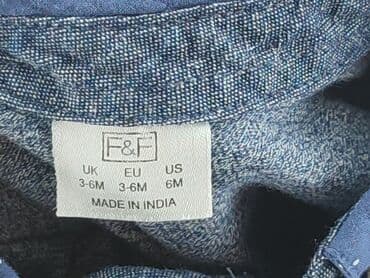 F&F
UK EU US
3-6M 3-6M 6M
MADE IN INDIA